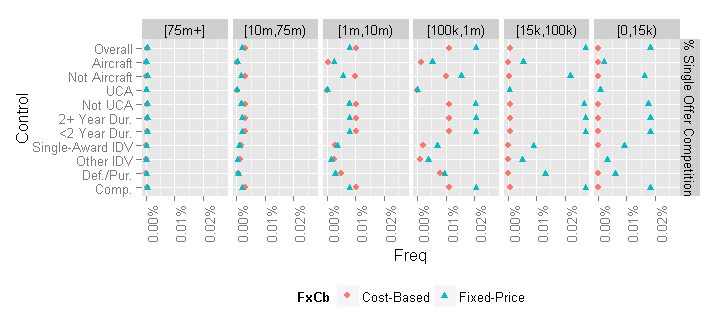 [75m+] [10m,75m) [1m,10m) [100k,1m) [15k,100k) [0,15k)
Overall
Aircraft
Not Aircraft
UCA
Not UCA
2+ Year Dur.
<2 Year Dur.
Single-Award IDV
Other IDV
Def./Pur.
Comp.
Control
% Single Offer Competition
0.00% 0.01% 0.02% 0.00% 0.01% 0.02% 0.00% 0.01% 0.02% 0.00% 0.01% 0.02% 0.00% 0.01% 0.02% 0.00% 0.01% 0.02%
Freq
FxCb Cost-Based Fixed-Price